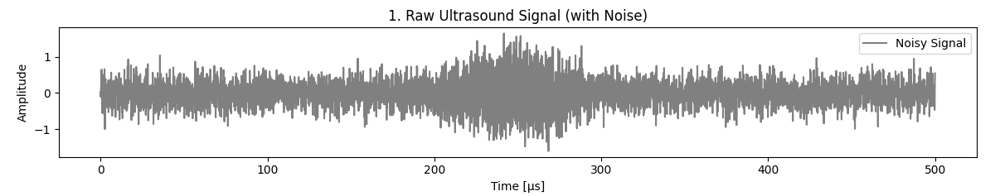 1. Raw Ultrasound Signal (with Noise)
Noisy Signal
Amplitude
1
0
−1
0 100 200 300 400 500
Time [µs]